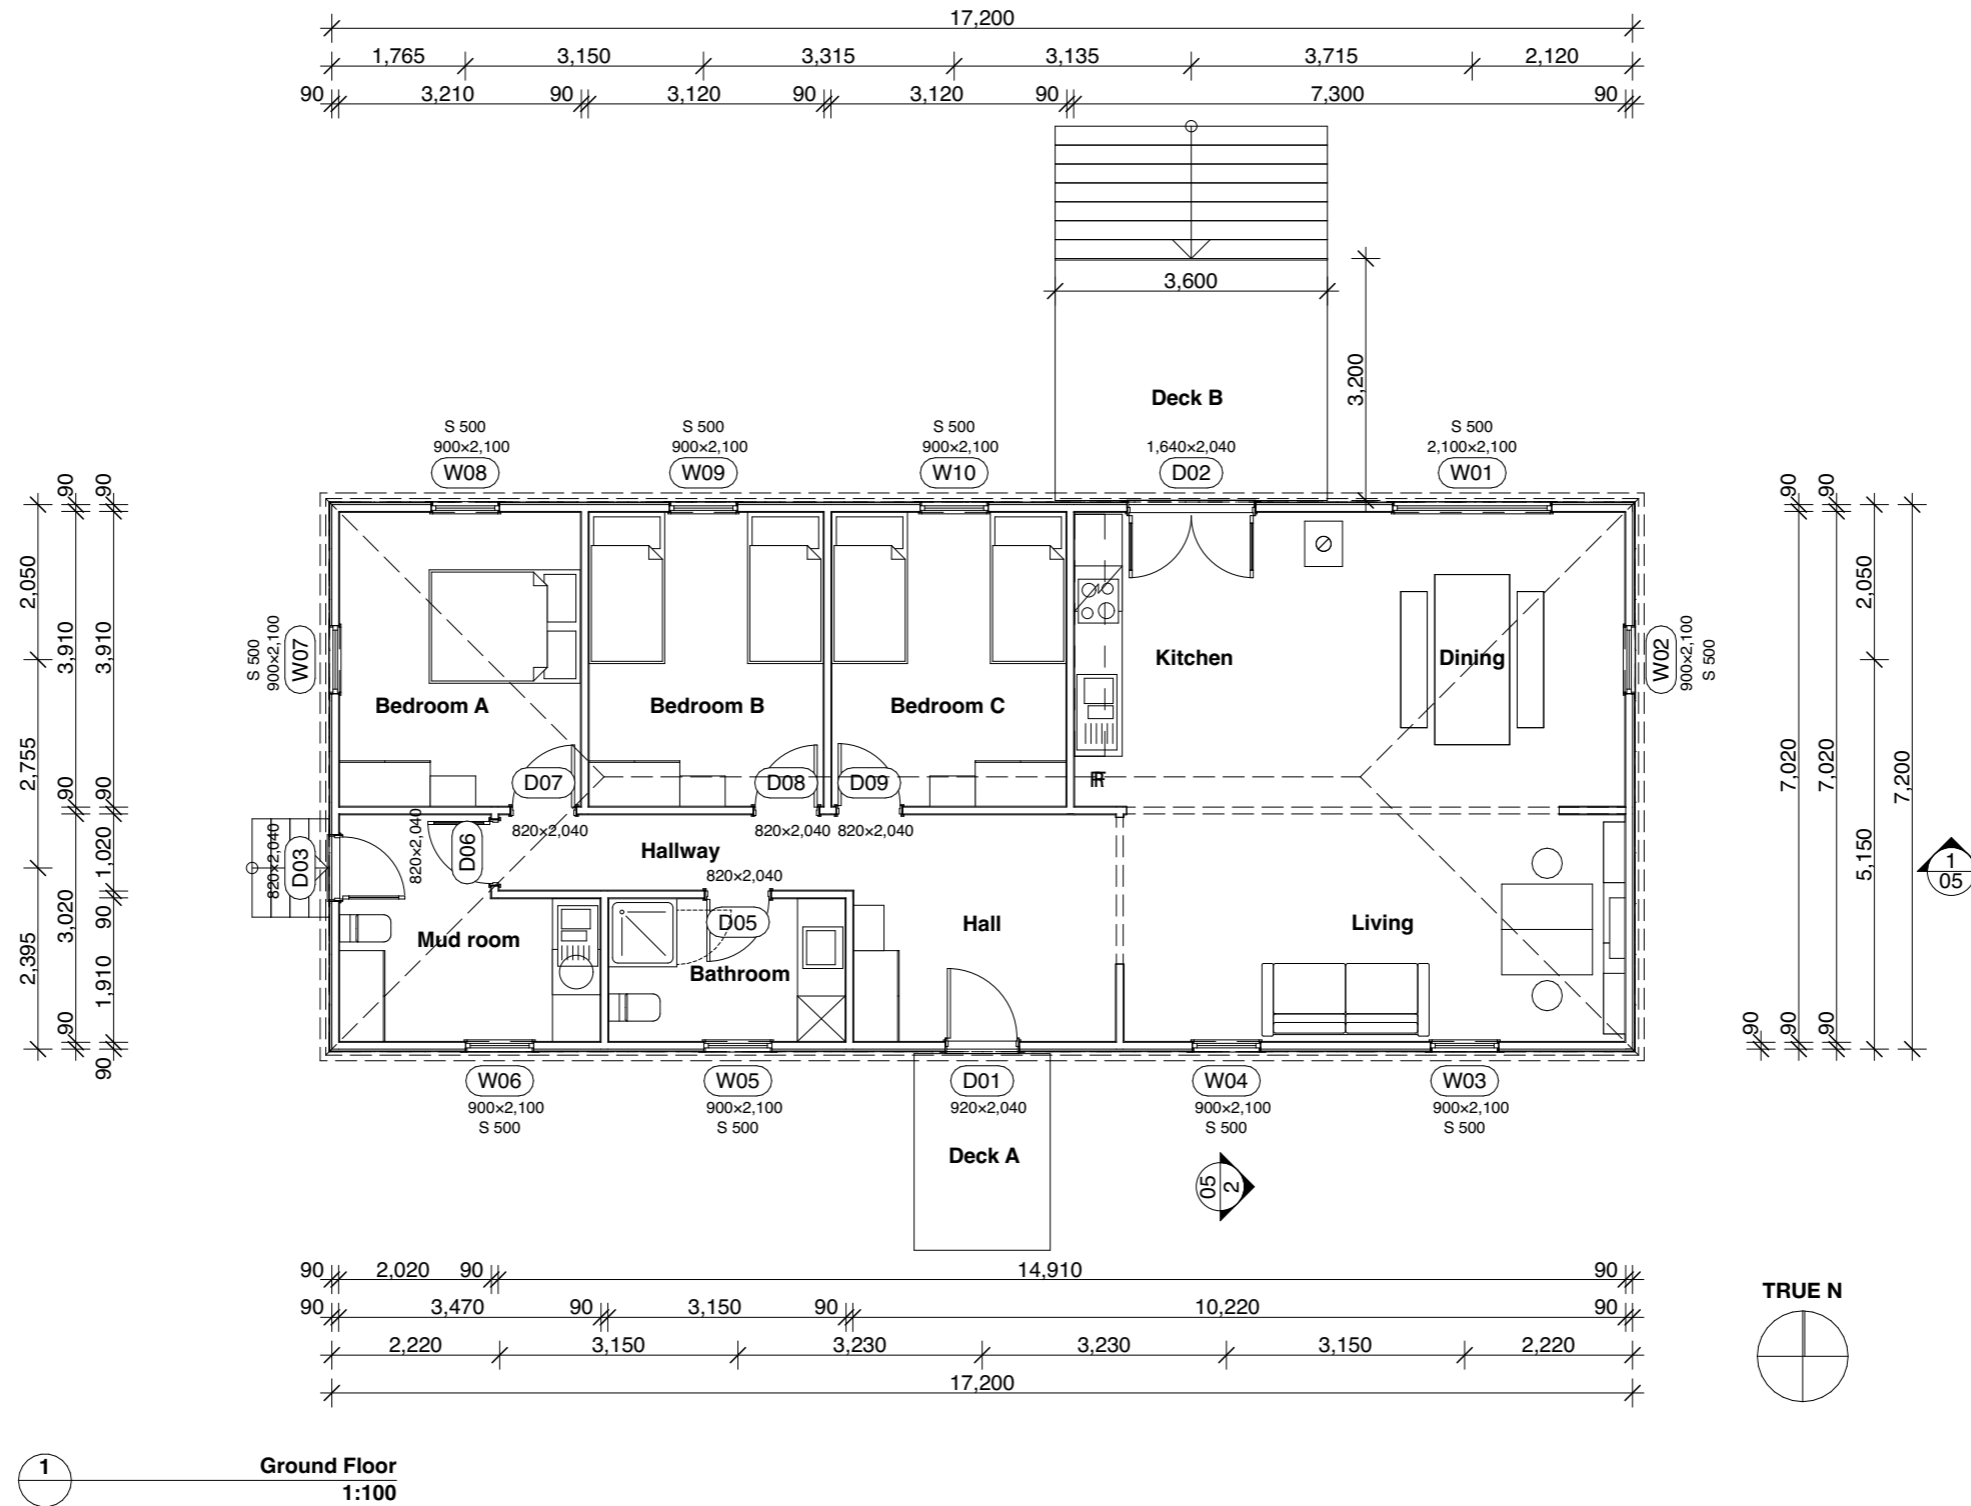 17,200
1,765 3,150 3,315 3,135 3,715 2,120
90 3,210 90 3,120 90 3,120 90 7,300 90
3,600
3,200
Deck B
S 500 S 500 S 500 S 500
900×2,100 900×2,100 900×2,100 1,640×2,040 2,100×2,100
W08 W09 W10 D02 W01
2,050 2,755 2,395
90 3,910 90 3,020 90
90 3,910 90 1,020 90 1,910 90 90
S 500
900×2,100
W07
Kitchen Dining
Bedroom A Bedroom B Bedroom C
W02
900×2,100
S 500
D07 D08 D09
820×2,040 820×2,040 820×2,040
820×2,040
D03
820×2,040
D06
Hallway
820×2,040
D05
Mud room
Bathroom
Hall
Living
90
90 7,020 90
90 7,020 90
2,050 5,150
7,200
1
05
W06 W05 D01 W04 W03
900×2,100 900×2,100 920×2,040 900×2,100 900×2,100
S 500 S 500 S 500 S 500
Deck A
05
2
90 2,020 90 14,910 90
90 3,470 90 3,150 90 10,220 90
2,220 3,150 3,230 3,230 3,150 2,220
17,200
TRUE N
1
Ground Floor
1:100